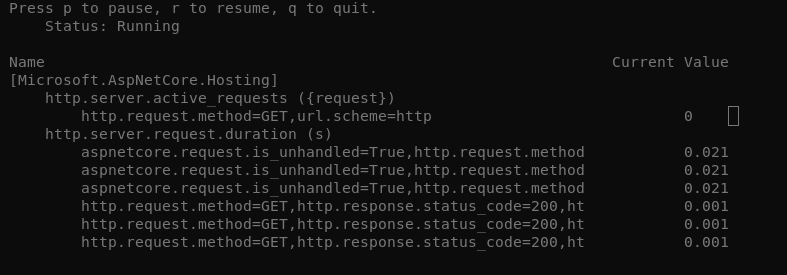 Press p to pause, r to resume, q to quit.
Status: Running
Name Current Value
[Microsoft.AspNetCore.Hosting]
http.server.active_requests ({request})
http.request.method=GET,url.scheme=http 0
http.server.request.duration (s)
aspnetcore.request.is_unhandled=True,http.request.method 0.021
aspnetcore.request.is_unhandled=True,http.request.method 0.021
aspnetcore.request.is_unhandled=True,http.request.method 0.021
http.request.method=GET,http.response.status_code=200,ht 0.001
http.request.method=GET,http.response.status_code=200,ht 0.001
http.request.method=GET,http.response.status_code=200,ht 0.001